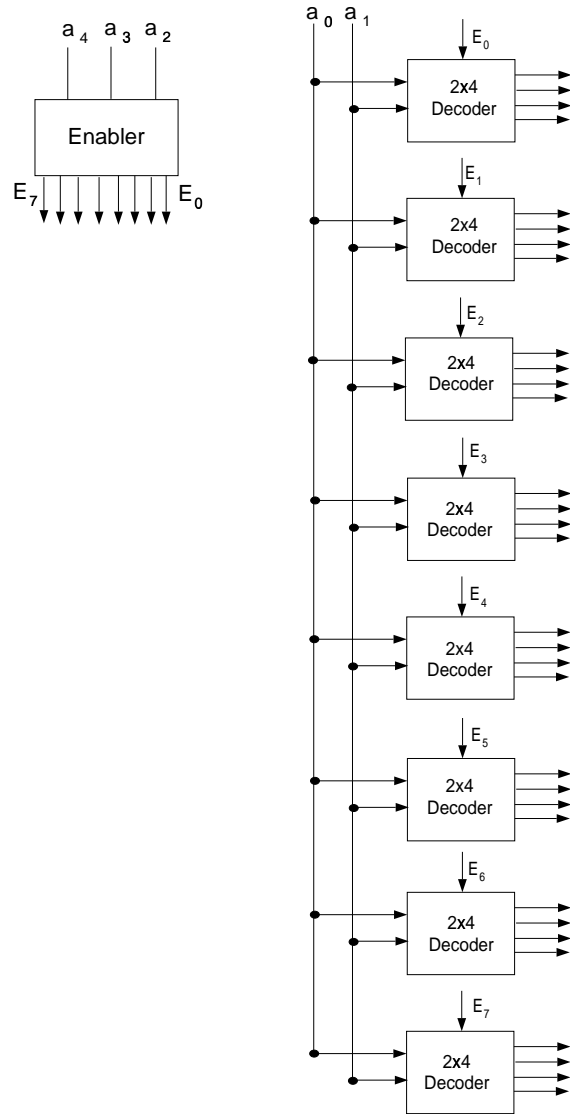 a4 a3 a2
Enabler
E7 E0
a0 a1
E0
2x4
Decoder
E1
2x4
Decoder
E2
2x4
Decoder
E3
2x4
Decoder
E4
2x4
Decoder
E5
2x4
Decoder
E6
2x4
Decoder
E7
2x4
Decoder